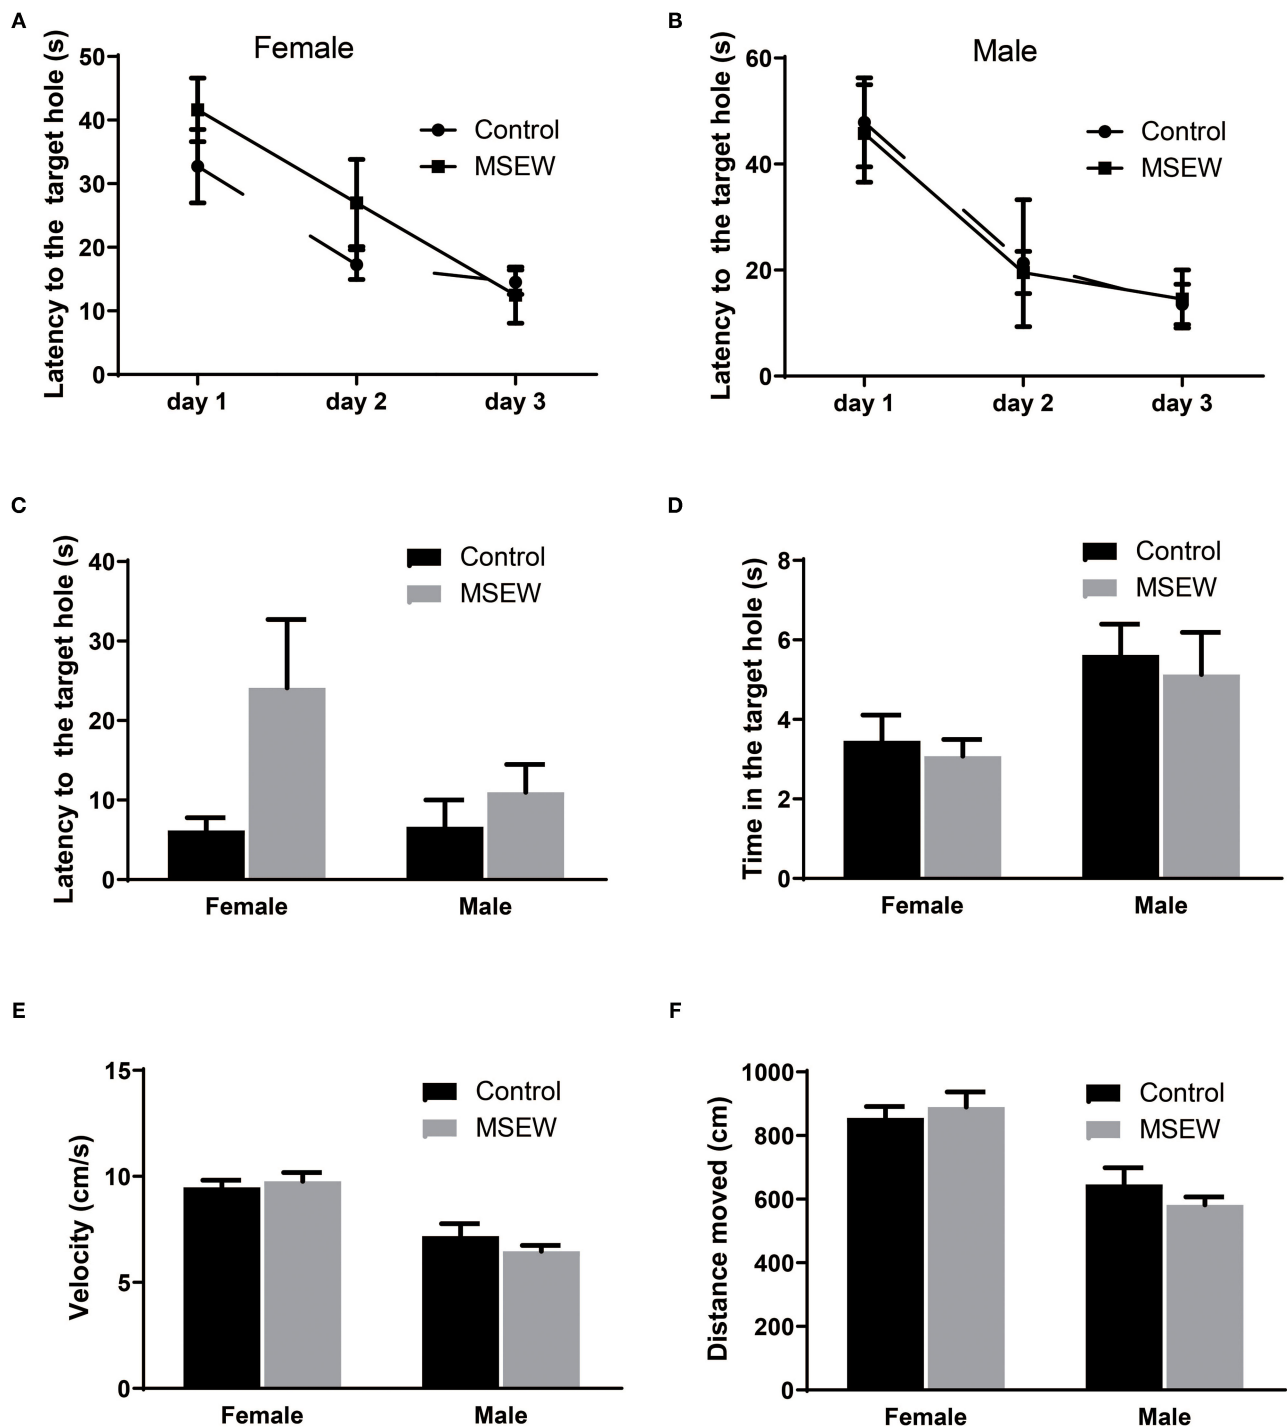 A
Female
Latency to the target hole (s)
50
40
30
20
10
0
Control
MSEW
day 1
day 2
day 3
B
Male
Latency to the target hole (s)
60
40
20
0
Control
MSEW
day 1
day 2
day 3
C
Latency to the target hole (s)
40
30
20
10
0
Control
MSEW
Female
Male
D
Time in the target hole (s)
8
6
4
2
0
Control
MSEW
Female
Male
E
Velocity (cm/s)
15
10
5
0
Control
MSEW
Female
Male
F
Distance moved (cm)
1000
800
600
400
200
0
Control
MSEW
Female
Male